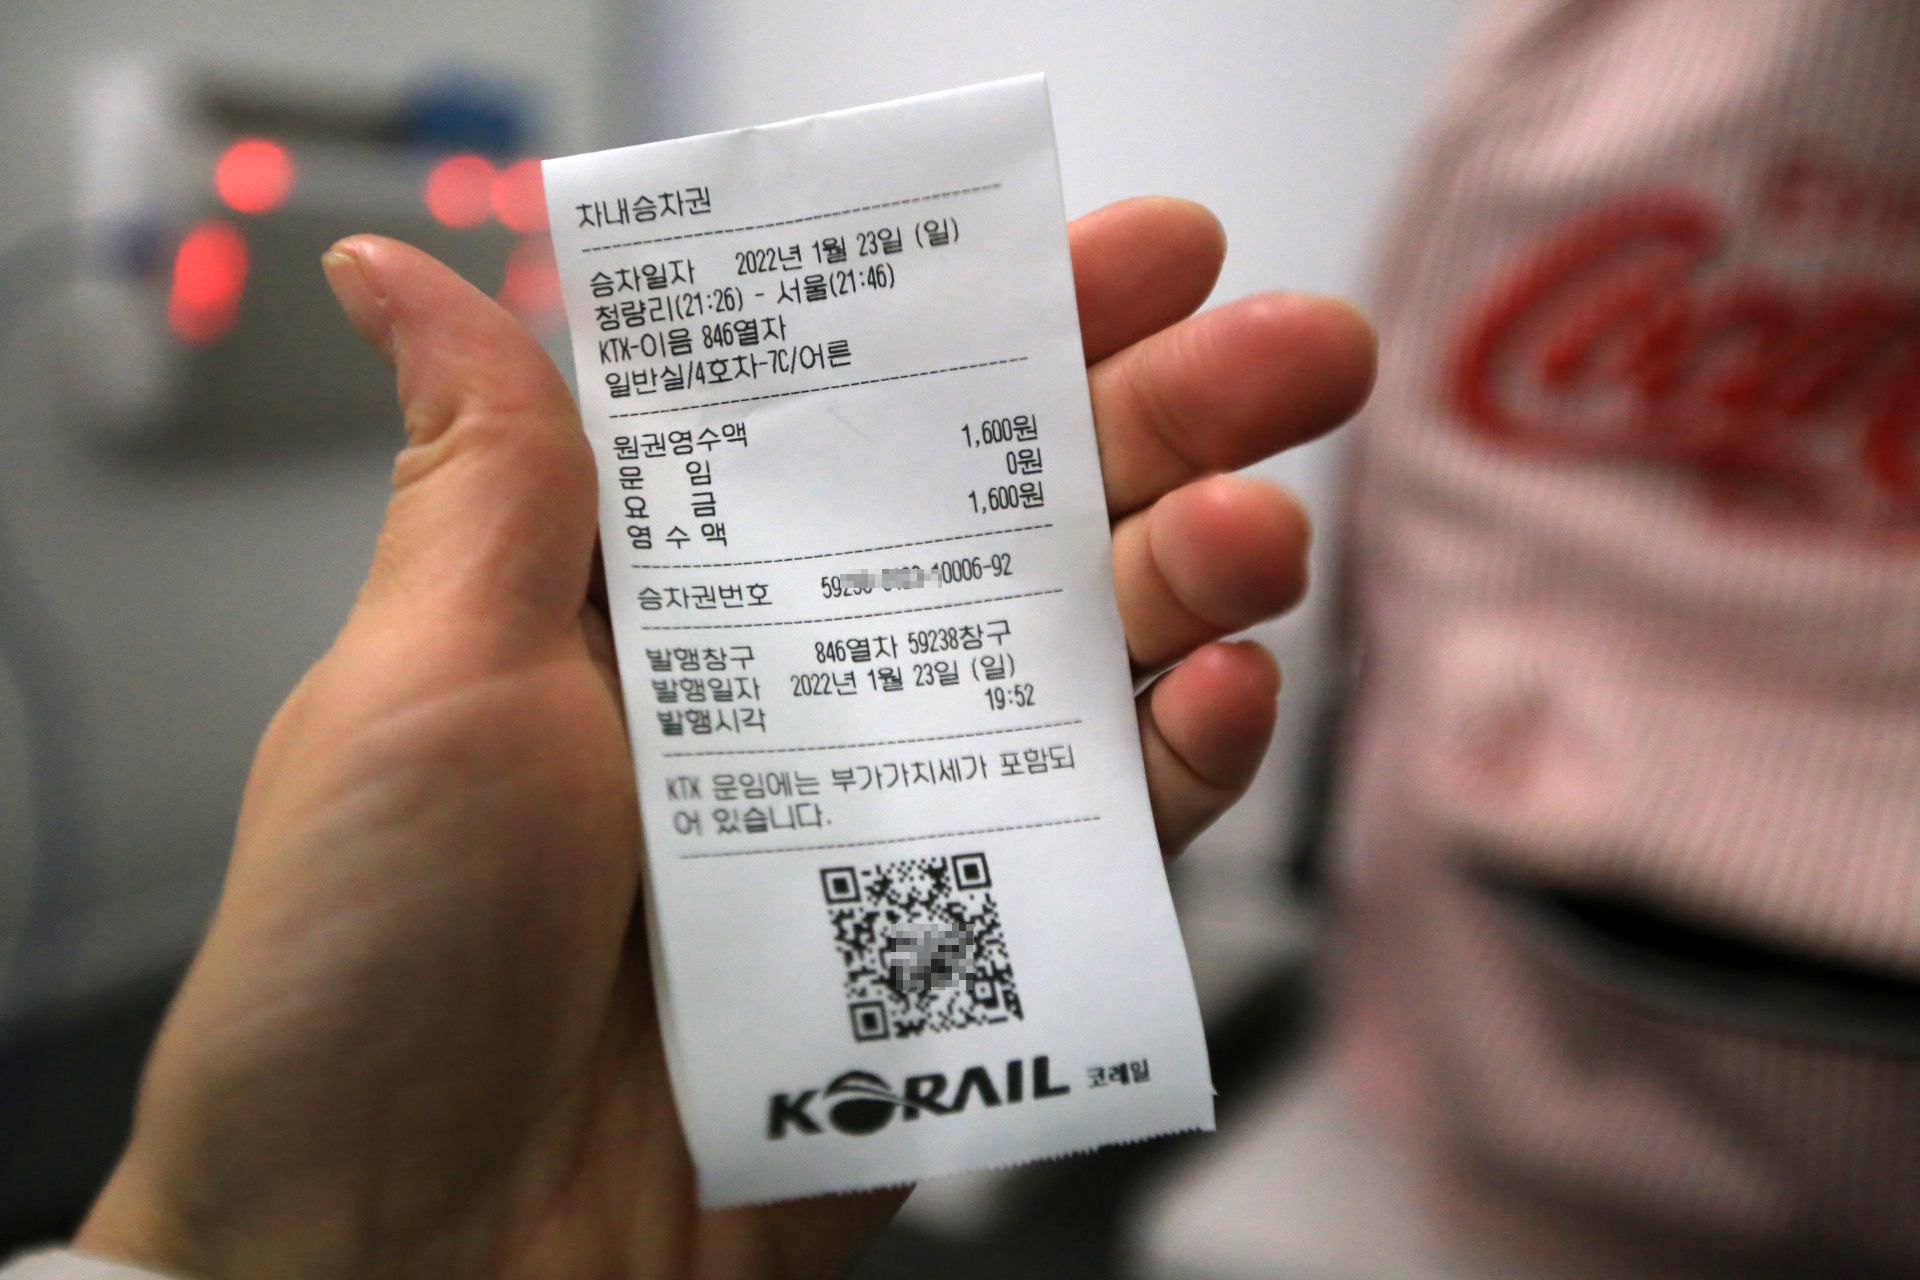 차내승차권
승차일자 2022년 1월 23일 (일)
청량리(21:26) - 서울(21:46)
KTX-이음 846열차
일반실/4호차-7C/어른
원권영수액
운 임 1,600원
요 금 0원
영 수 액 1,600원
승차권번호 10006-92
발행창구 846열차 59238창구
발행일자 2022년 1월 23일 (일)
발행시각 19:52
KTX 운임에는 부가가치세가 포함되
어 있습니다.
KORAIL 코레일